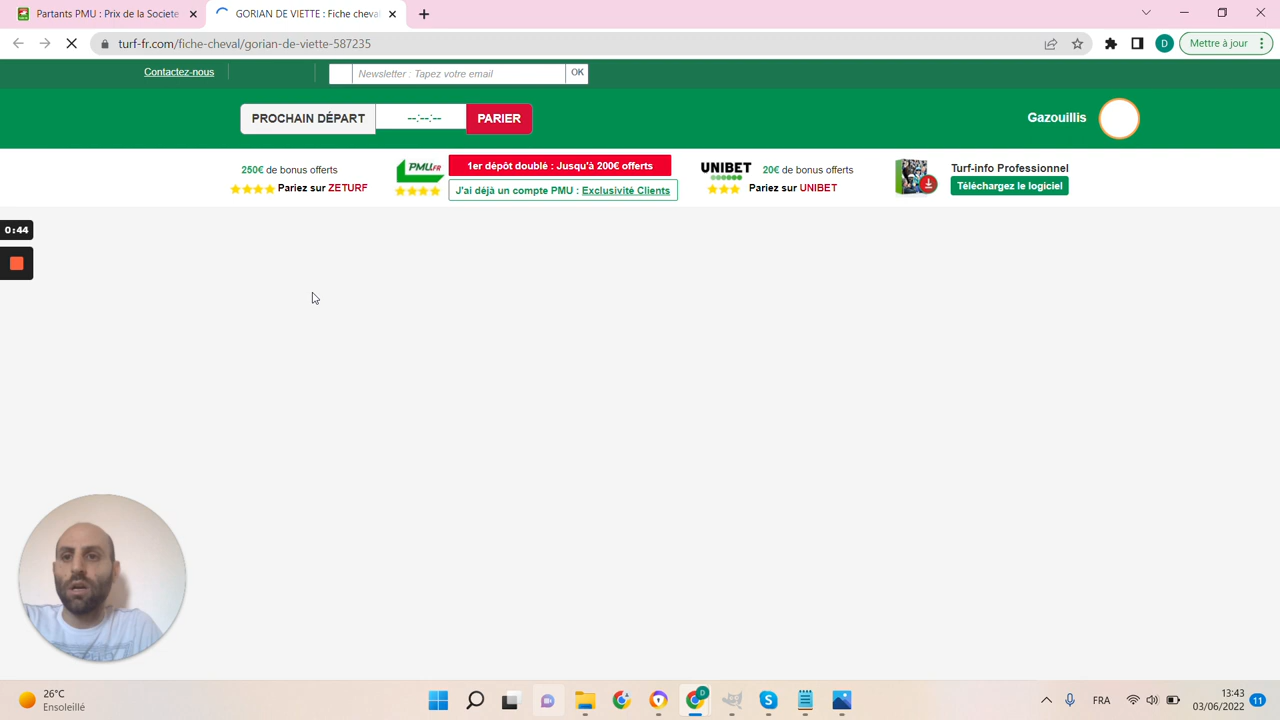 Partants PMU : Prix de la Societe
GORIAN DE VIETTE : Fiche cheval
turf-fr.com/fiche-cheval/gorian-de-viette-587235
D
Mettre à jour
Contactez-nous
Newsletter : Tapez votre email
OK
PROCHAIN DÉPART
--:--:--
PARIER
Gazouillis
250€ de bonus offerts
Pariez sur ZETURF
PMU.FR
1er dépôt doublé : Jusqu'à 200€ offerts
J'ai déjà un compte PMU : Exclusivité Clients
UNIBET
20€ de bonus offerts
Pariez sur UNIBET
Turf-info Professionnel
Téléchargez le logiciel
0:44
26°C
Ensoleillé
D
FRA
13:43
03/06/2022
11